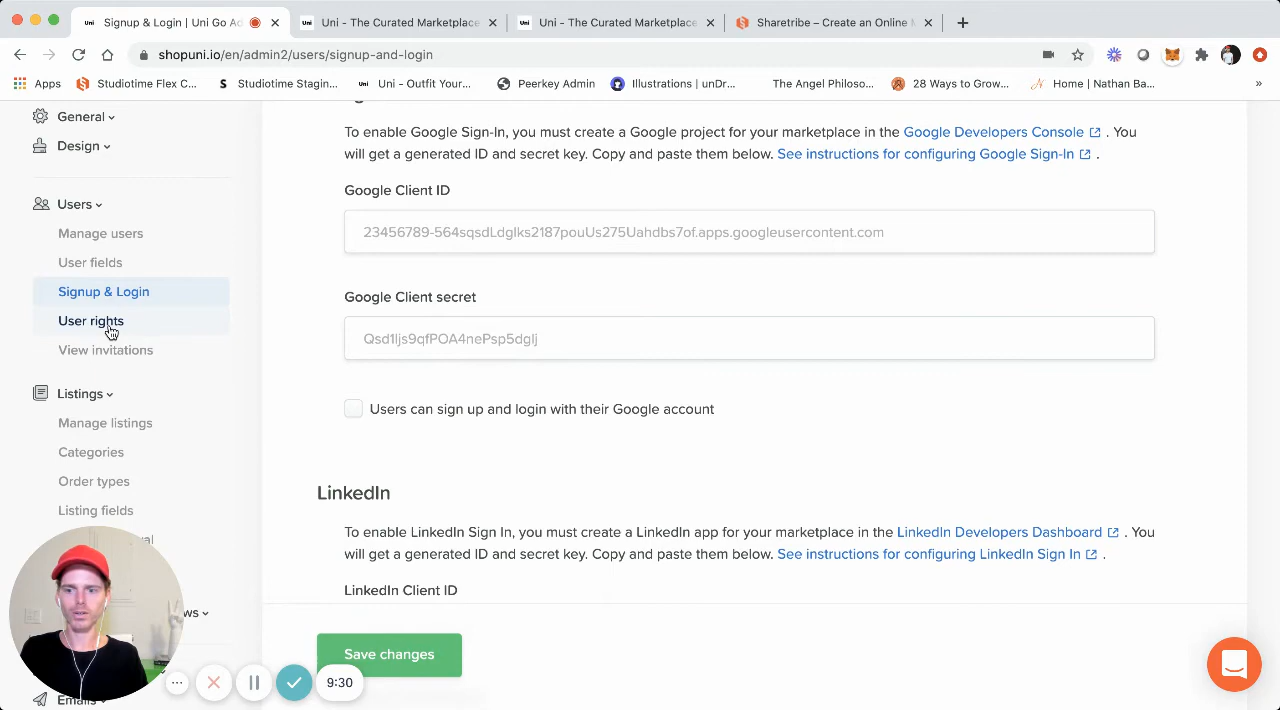 Signup & Login | Uni Go Ad
Uni - The Curated Marketplace
Uni - The Curated Marketplace
Sharetribe – Create an Online M
shopuni.io/en/admin2/users/signup-and-login
Apps
Studiotime Flex C...
Studiotime Stagin...
Uni - Outfit Your...
Peerkey Admin
Illustrations | unDr...
The Angel Philoso...
28 Ways to Grow...
Home | Nathan Ba...
»
General
Design
Users
Manage users
User fields
Signup & Login
User rights
View invitations
Listings
Manage listings
Categories
Order types
Listing fields
Emails
To enable Google Sign-In, you must create a Google project for your marketplace in the Google Developers Console . You
will get a generated ID and secret key. Copy and paste them below. See instructions for configuring Google Sign-In .
Google Client ID
23456789-564sqsdLdglks2187pouUs275Uahdbs7of.apps.googleusercontent.com
Google Client secret
Qsd1ljs9qfPOA4nePsp5dglj
Users can sign up and login with their Google account
LinkedIn
To enable LinkedIn Sign In, you must create a LinkedIn app for your marketplace in the LinkedIn Developers Dashboard . You
will get a generated ID and secret key. Copy and paste them below. See instructions for configuring LinkedIn Sign In .
LinkedIn Client ID
Save changes
9:30